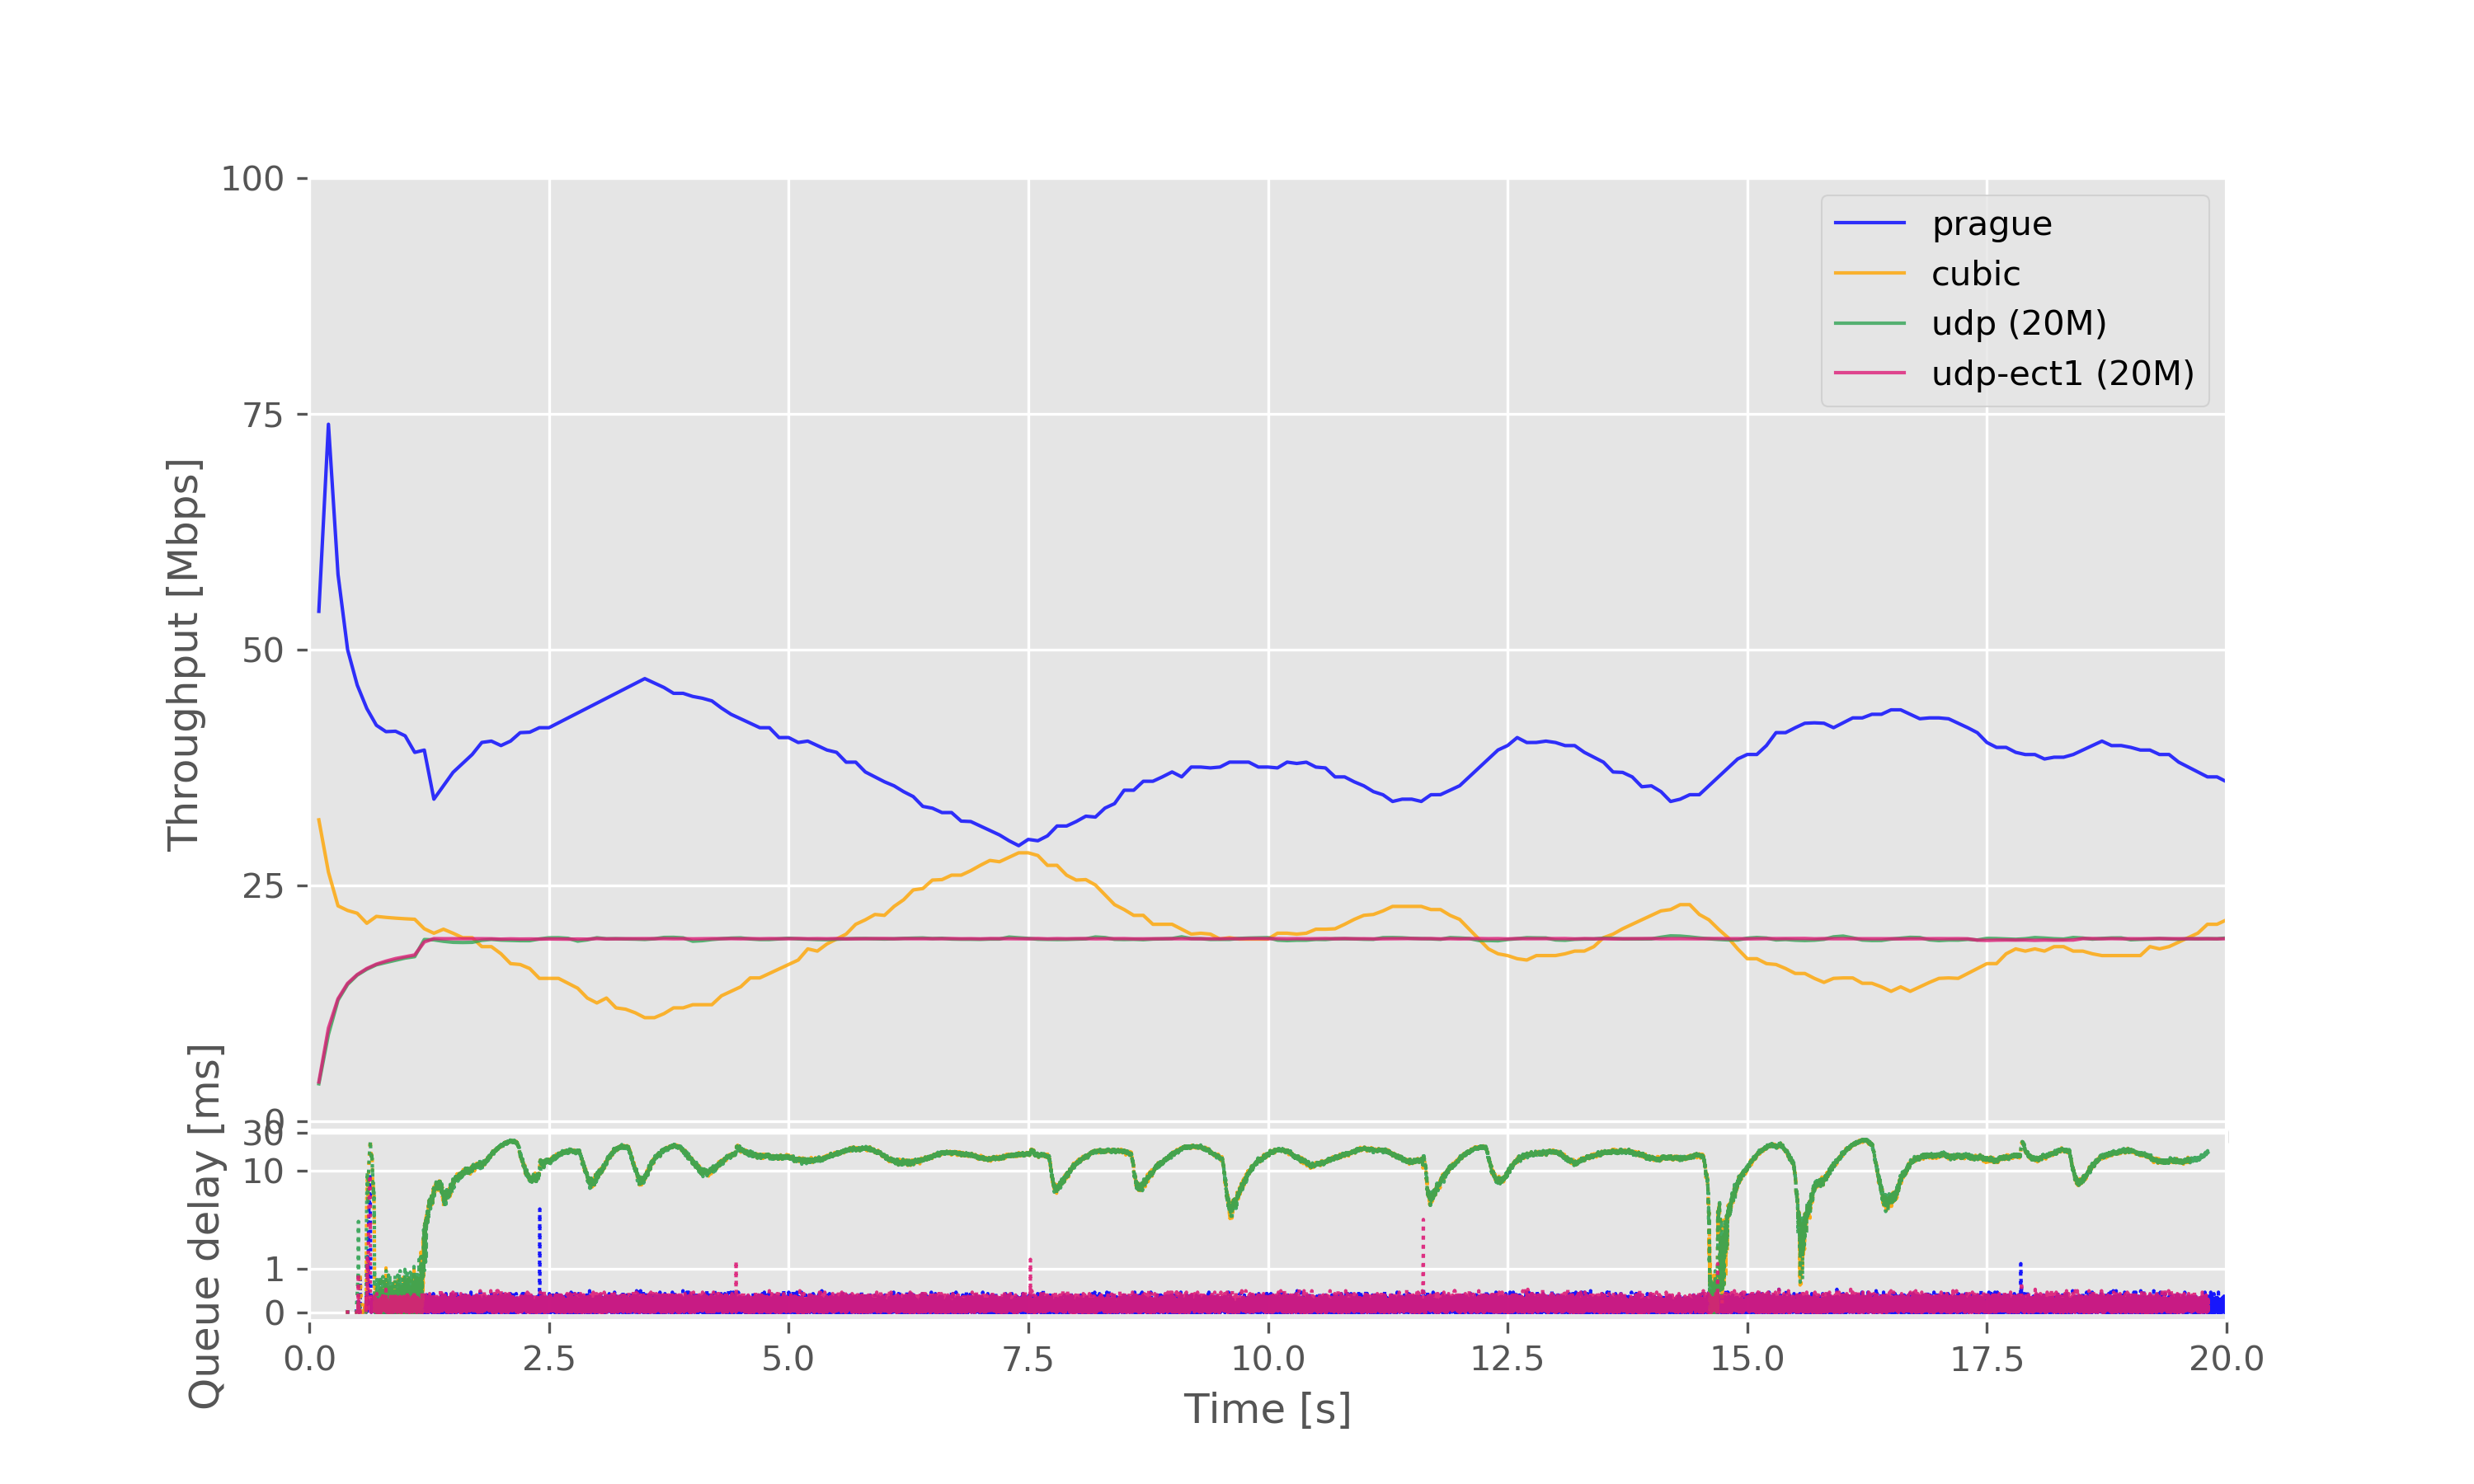 100
75
50
25
0
Throughput [Mbps]
prague
cubic
udp (20M)
udp-ect1 (20M)
30
10
1
0
Queue delay [ms]
0.0 2.5 5.0 7.5 10.0 12.5 15.0 17.5 20.0
Time [s]